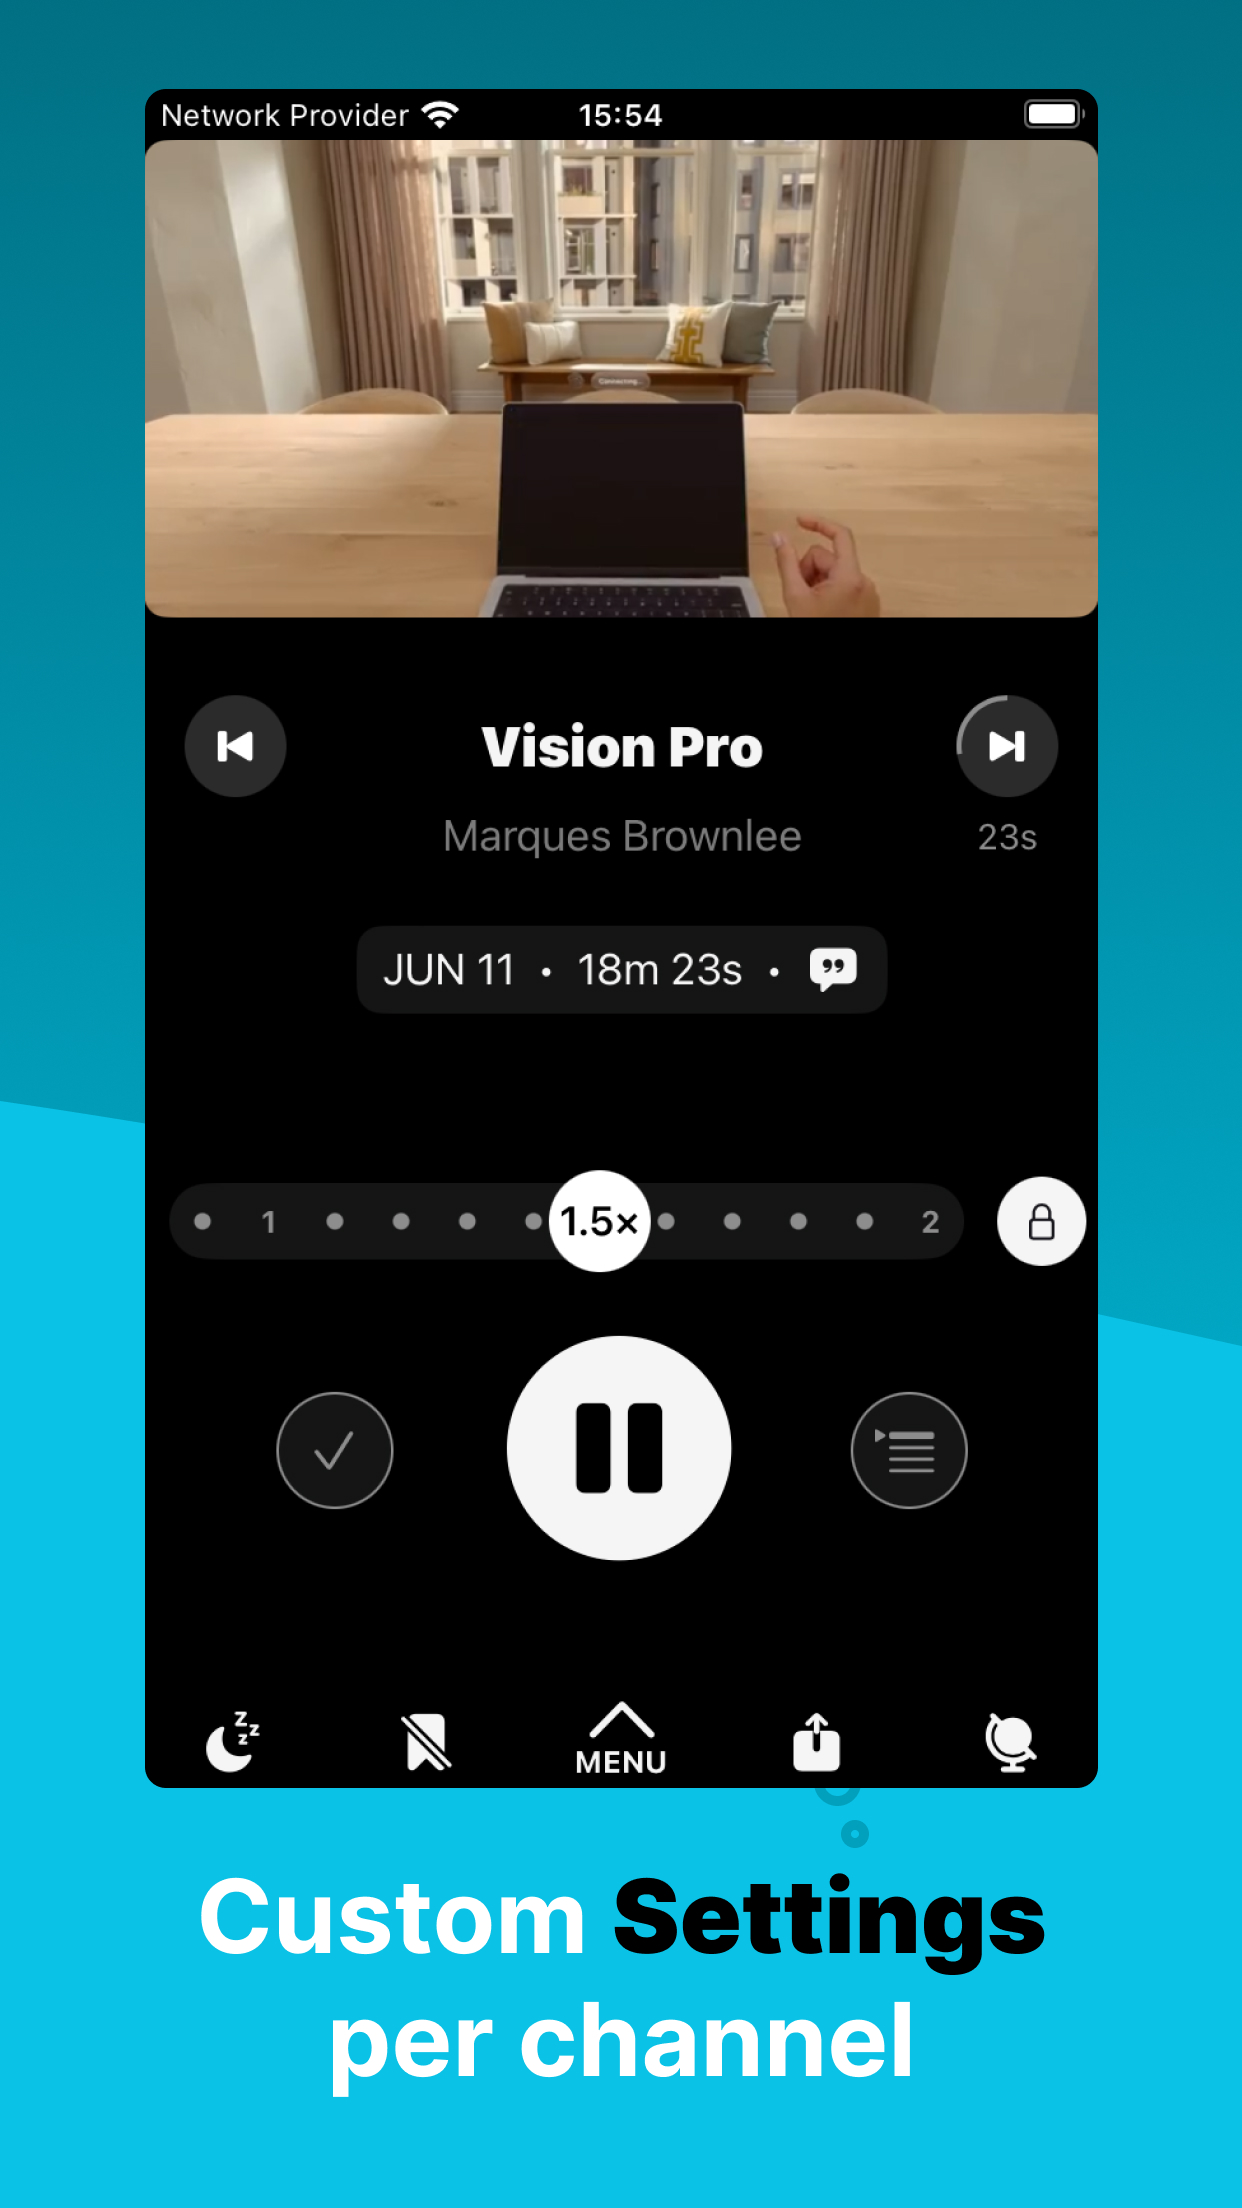 Network Provider 15:54
Connecting...
Vision Pro
Marques Brownlee 23s
JUN 11 • 18m 23s •
1 1.5× 2
MENU
Custom Settings
per channel